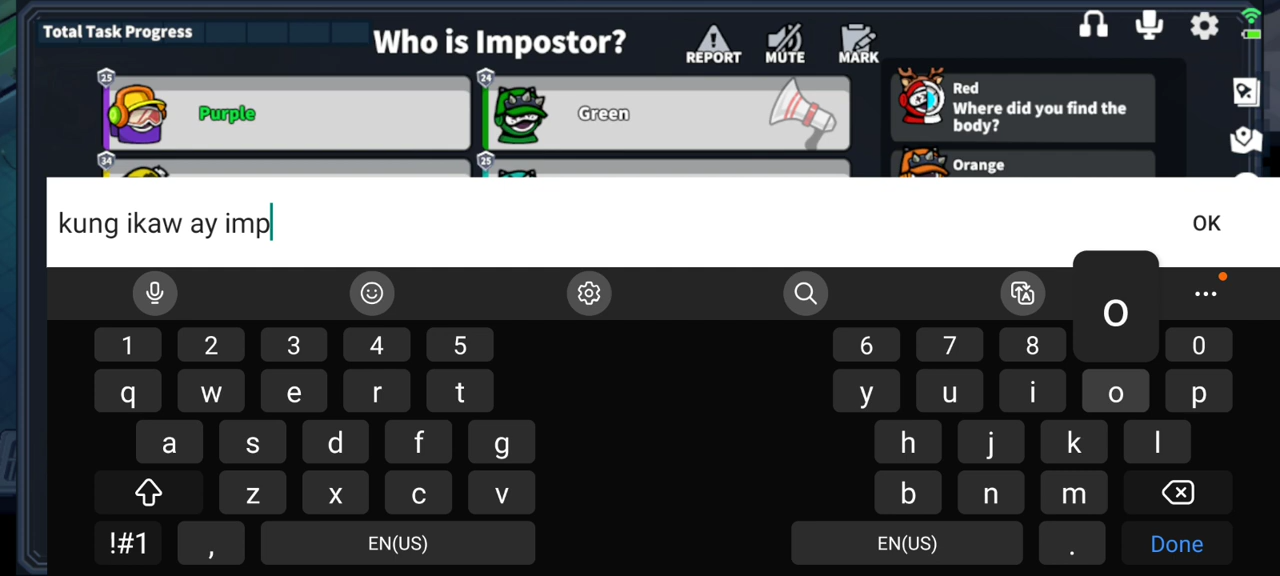 Total Task Progress
Who is Impostor?
REPORT
MUTE
MARK
25
Purple
24
Green
Red
Where did you find the
body?
34
25
Orange
kung ikaw ay imp
OK
o
1 2 3 4 5 6 7 8 0
q w e r t y u i o p
a s d f g h j k l
z x c v b n m
!#1 , EN(US) EN(US) . Done